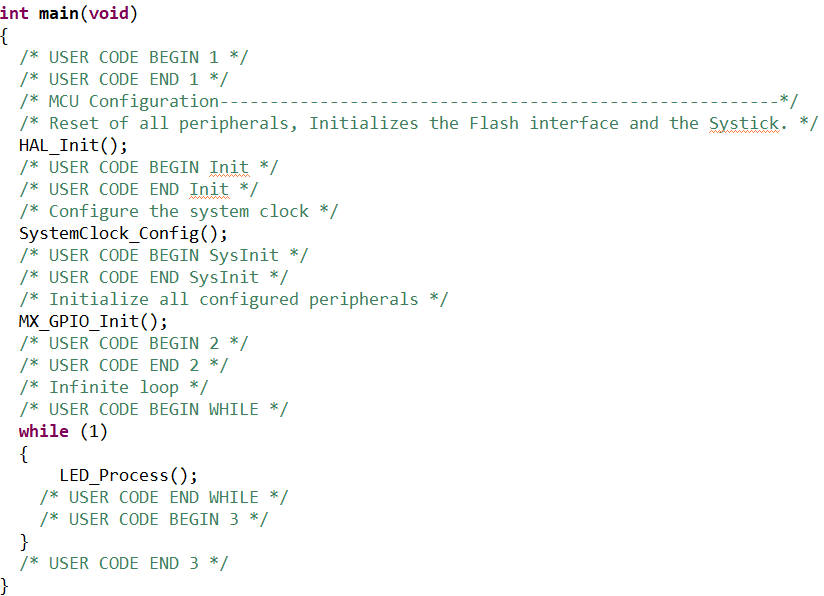 int main(void)
{
/* USER CODE BEGIN 1 */
/* USER CODE END 1 */
/* MCU Configuration--------------------------------------------------------*/
/* Reset of all peripherals, Initializes the Flash interface and the Systick. */
HAL_Init();
/* USER CODE BEGIN Init */
/* USER CODE END Init */
/* Configure the system clock */
SystemClock_Config();
/* USER CODE BEGIN SysInit */
/* USER CODE END SysInit */
/* Initialize all configured peripherals */
MX_GPIO_Init();
/* USER CODE BEGIN 2 */
/* USER CODE END 2 */
/* Infinite loop */
/* USER CODE BEGIN WHILE */
while (1)
{
LED_Process();
/* USER CODE END WHILE */
/* USER CODE BEGIN 3 */
}
/* USER CODE END 3 */
}